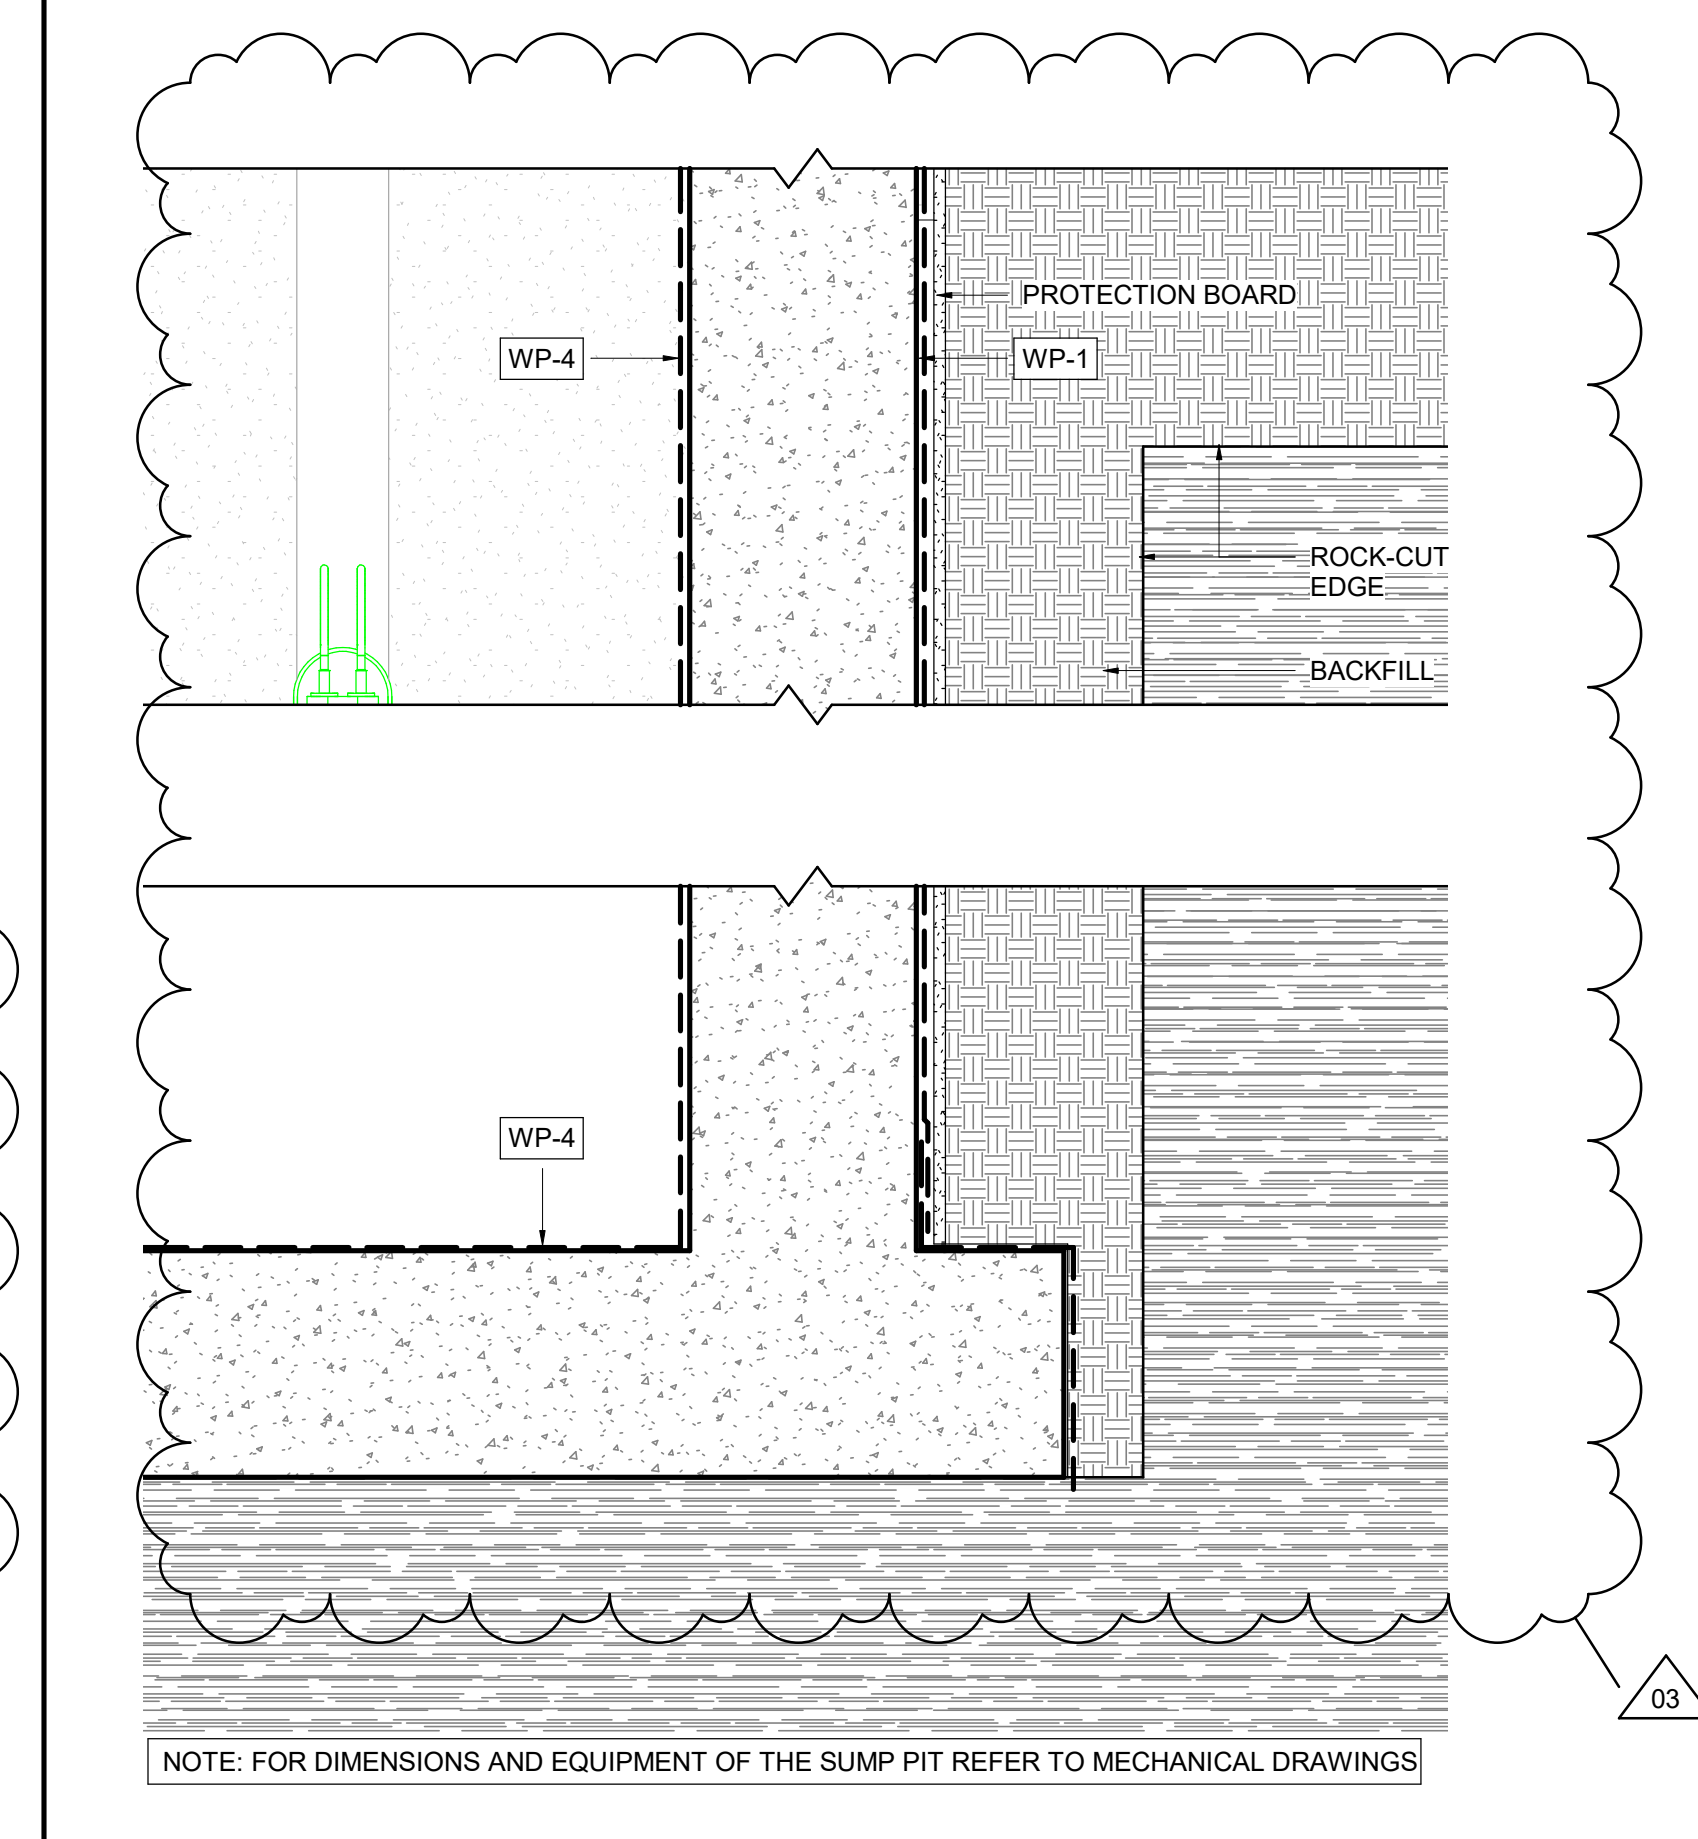 PROTECTION BOARD
WP-4
WP-1
ROCK-CUT
EDGE
BACKFILL
WP-4
03
NOTE: FOR DIMENSIONS AND EQUIPMENT OF THE SUMP PIT REFER TO MECHANICAL DRAWINGS